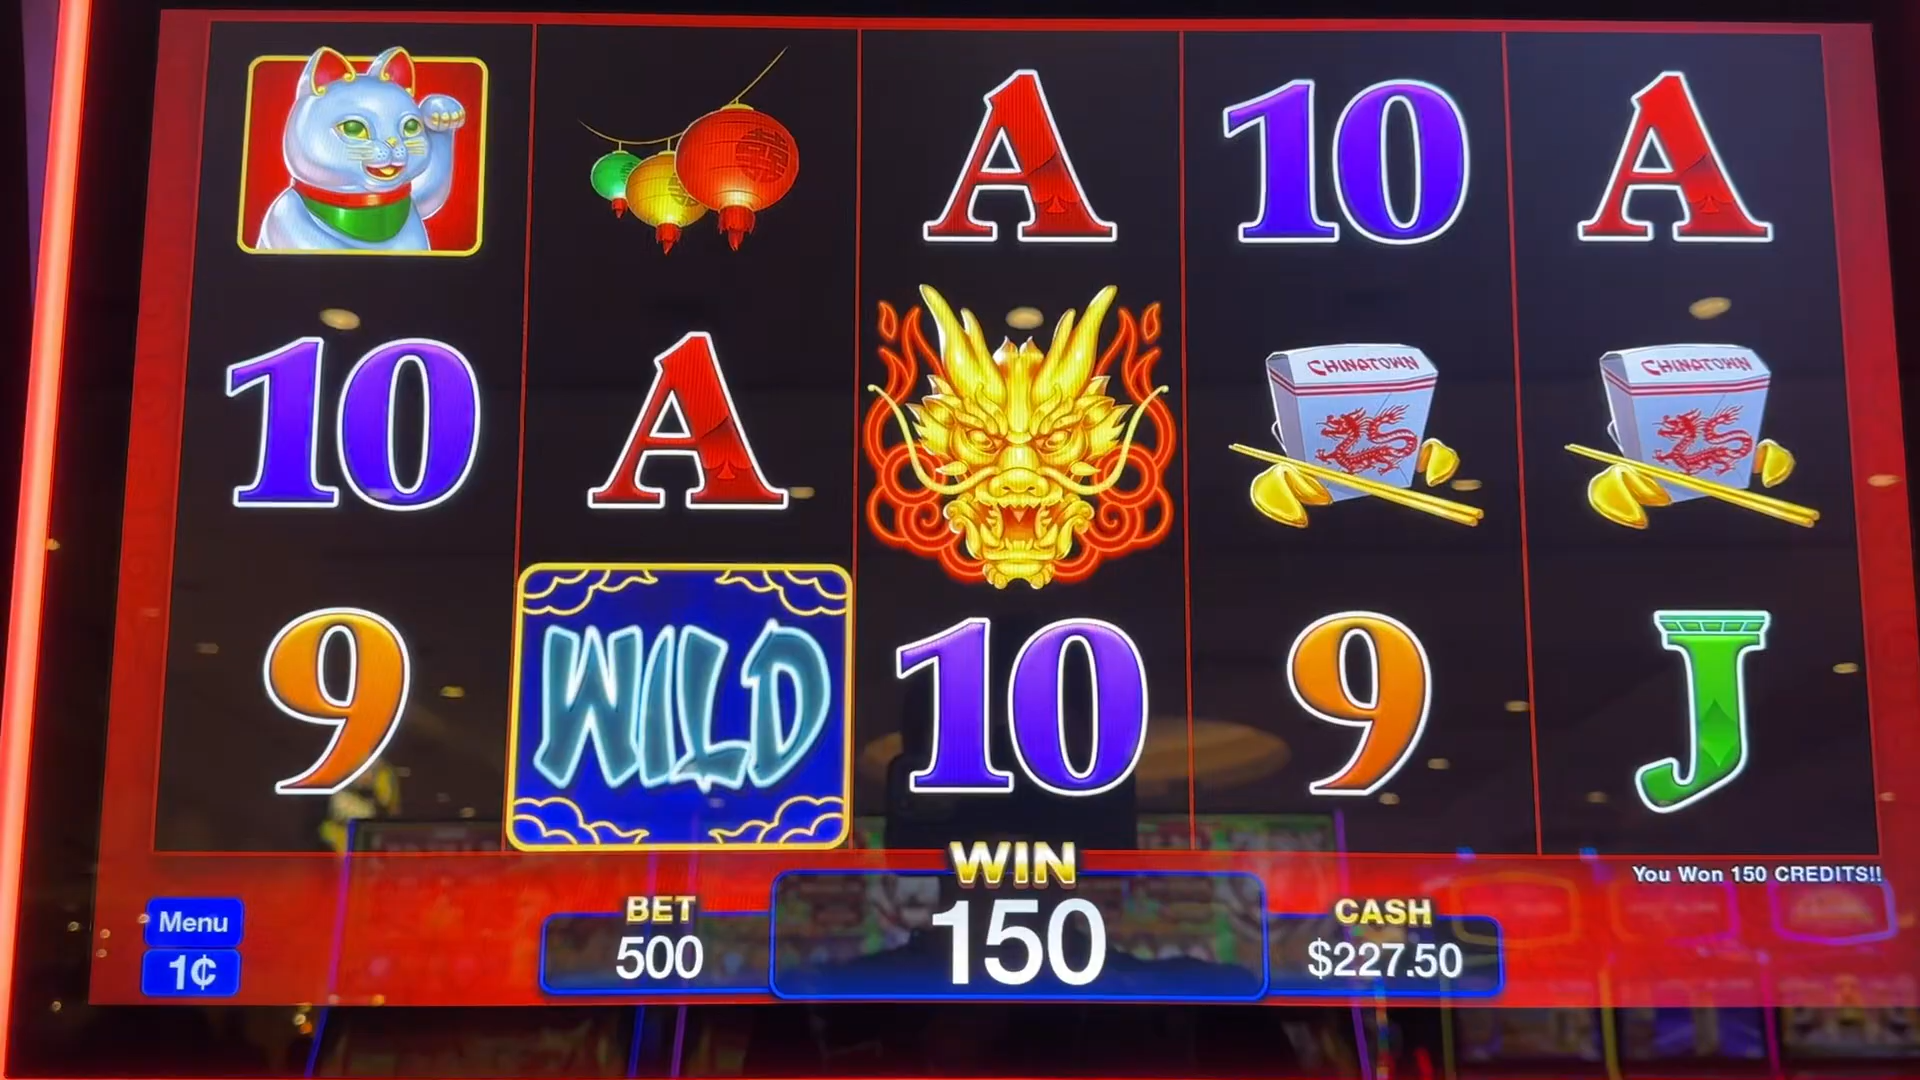 A 10 A
10 A CHINATOWN CHINATOWN
9 WILD 10 9 J
WIN
You Won 150 CREDITS!!
Menu BET 150 CASH
1¢ 500 $227.50